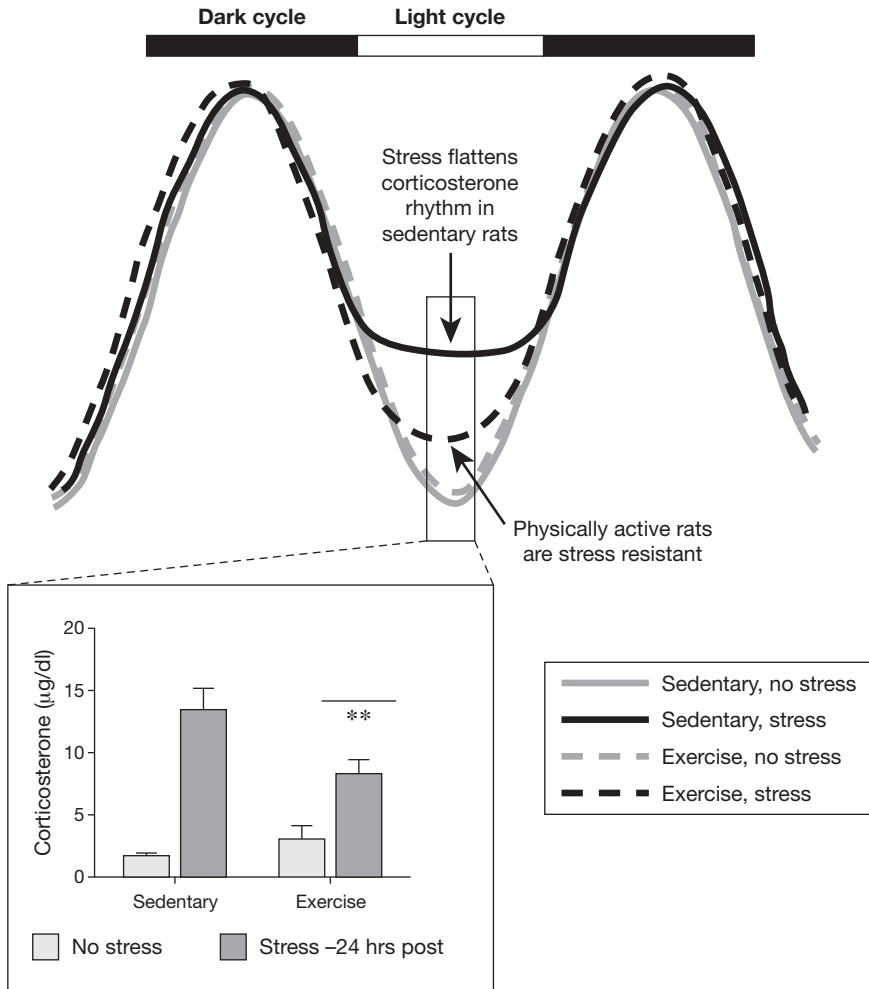 Dark cycle
Light cycle
Stress flattens
corticosterone
rhythm in
sedentary rats
Physically active rats
are stress resistant
Corticosterone (μg/dl)
20
15
10
5
0
**
Sedentary
Exercise
No stress
Stress –24 hrs post
Sedentary, no stress
Sedentary, stress
Exercise, no stress
Exercise, stress